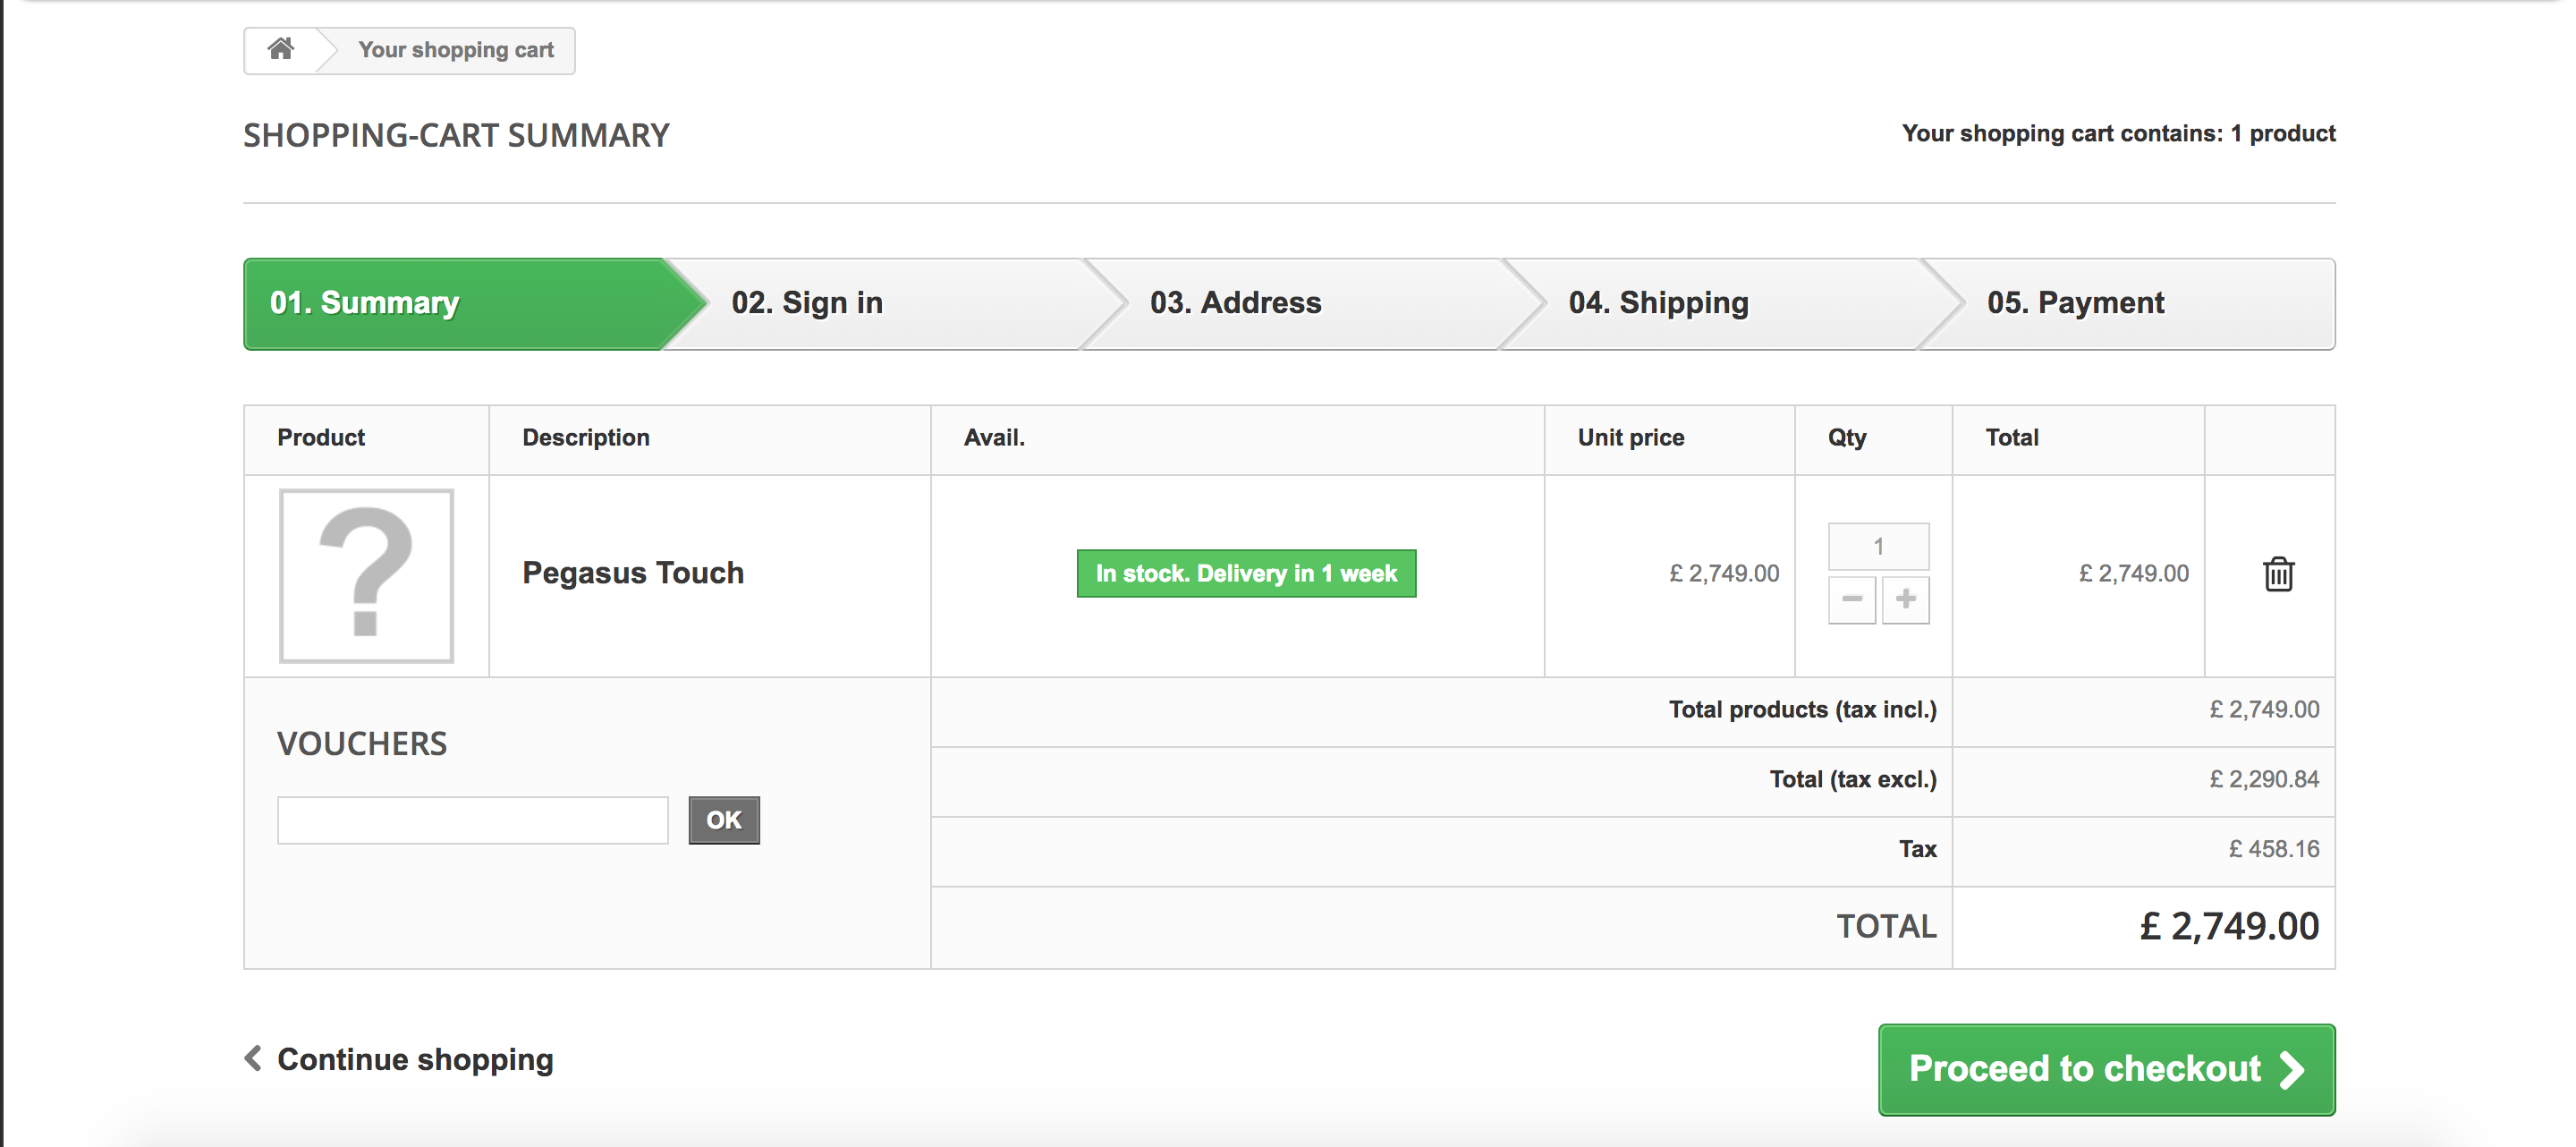 Your shopping cart
SHOPPING-CART SUMMARY
Your shopping cart contains: 1 product
01. Summary
02. Sign in
03. Address
04. Shipping
05. Payment
Product
Description
Avail.
Unit price
Qty
Total
?
Pegasus Touch
In stock. Delivery in 1 week
£ 2,749.00
1
£ 2,749.00
VOUCHERS
OK
Total products (tax incl.)
£ 2,749.00
Total (tax excl.)
£ 2,290.84
Tax
£ 458.16
TOTAL
£ 2,749.00
Continue shopping
Proceed to checkout